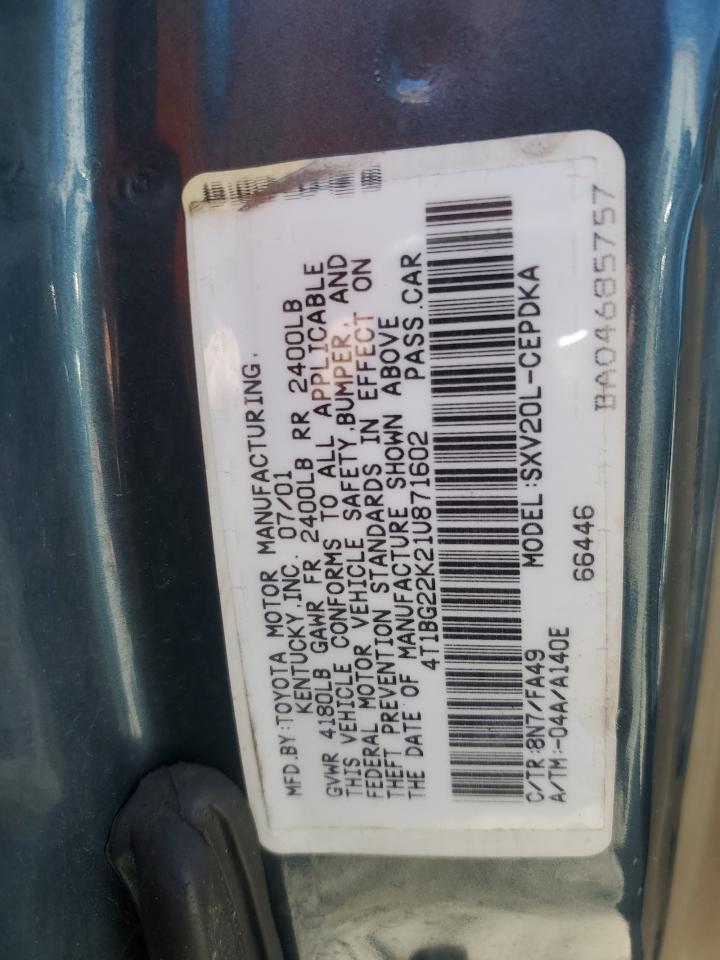 MFD.BY:TOYOTA MOTOR MANUFACTURING,
KENTUCKY,INC. 07/01
GVWR 4180LB GAWR FR 2400LB RR 2400LB
THIS VEHICLE CONFORMS TO ALL APPLICABLE
FEDERAL MOTOR VEHICLE SAFETY,BUMPER, AND
THEFT PREVENTION STANDARDS IN EFFECT ON
THE DATE OF MANUFACTURE SHOWN ABOVE
4T1BG22K21U871602 PASS.CAR
C/TR:8N7/FA49 MODEL:SXV20L-CEPDKA
A/TM:-04A/A140E 66446
BA04685757